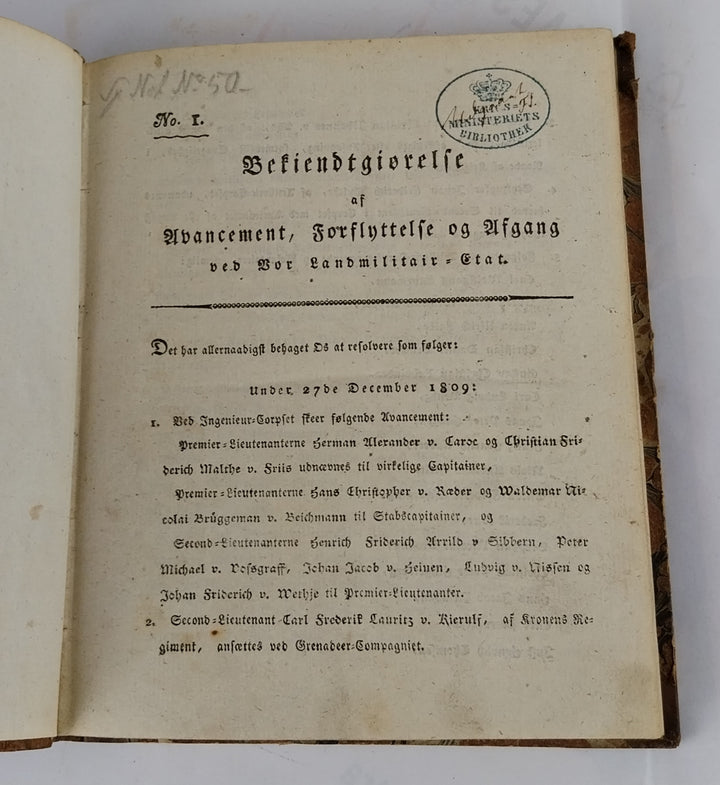 No. 1.
KRIGS-
MINISTERIETS
BIBLIOTHEK
Bekiendtgiørelse
af
Avancement, Forflyttelse og Afgang
ved Vor Landmilitair-Etat.
Det har allernaadigst behaget Os at resolvere som følger:
Under 27de December 1809:
1. Ved Ingenieur-Corpset skeer følgende Avancement:
Premier-Lieutenanterne Herman Alexander v. Caroc og Christian Fri-
derich Malthe v. Friis udnævnes til virkelige Capitainer,
Premier-Lieutenanterne Hans Christopher v. Ræder og Waldemar Ni-
colai Brüggeman v. Beichmann til Stabscapitainer, og
Second-Lieutenanterne Henrich Friderich Arrild v Sibbern, Peter
Michael v. Vossgraff, Johan Jacob v. Heinen, Ludvig v. Nissen og
Johan Friderich v. Wethje til Premier-Lieutenanter.
2. Second-Lieutenant Carl Frederik Lauritz v. Kierulf, af Kronens Re-
giment, ansættes ved Grenadeer-Compagniet.